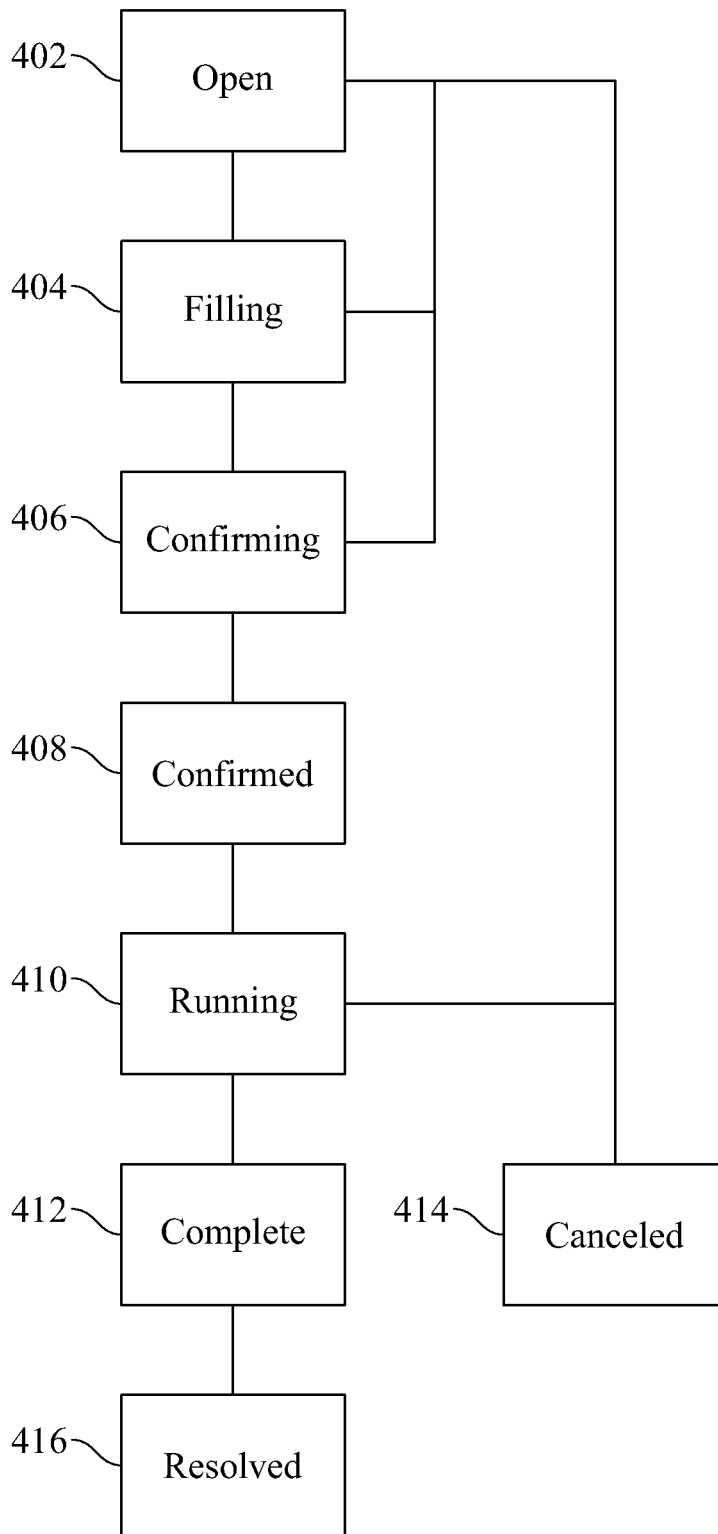 402
Open
404
Filling
406
Confirming
408
Confirmed
410
Running
412
Complete
414
Canceled
416
Resolved